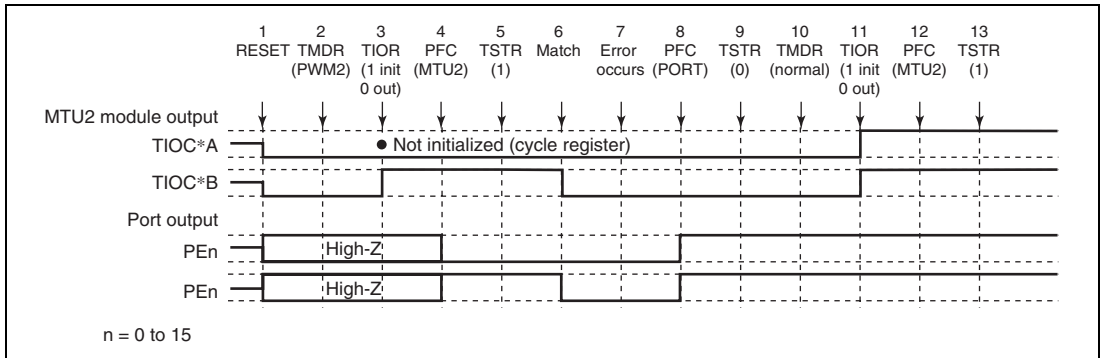 1 2 3 4 5 6 7 8 9 10 11 12 13
RESET TMDR TIOR PFC TSTR Match Error PFC TSTR TMDR TIOR PFC TSTR
(PWM2) (1 init (MTU2) (1) occurs (PORT) (0) (normal) (1 init (MTU2) (1)
0 out) 0 out)
MTU2 module output
TIOC*A
● Not initialized (cycle register)
TIOC*B
Port output
PEn
High-Z
PEn
High-Z
n = 0 to 15